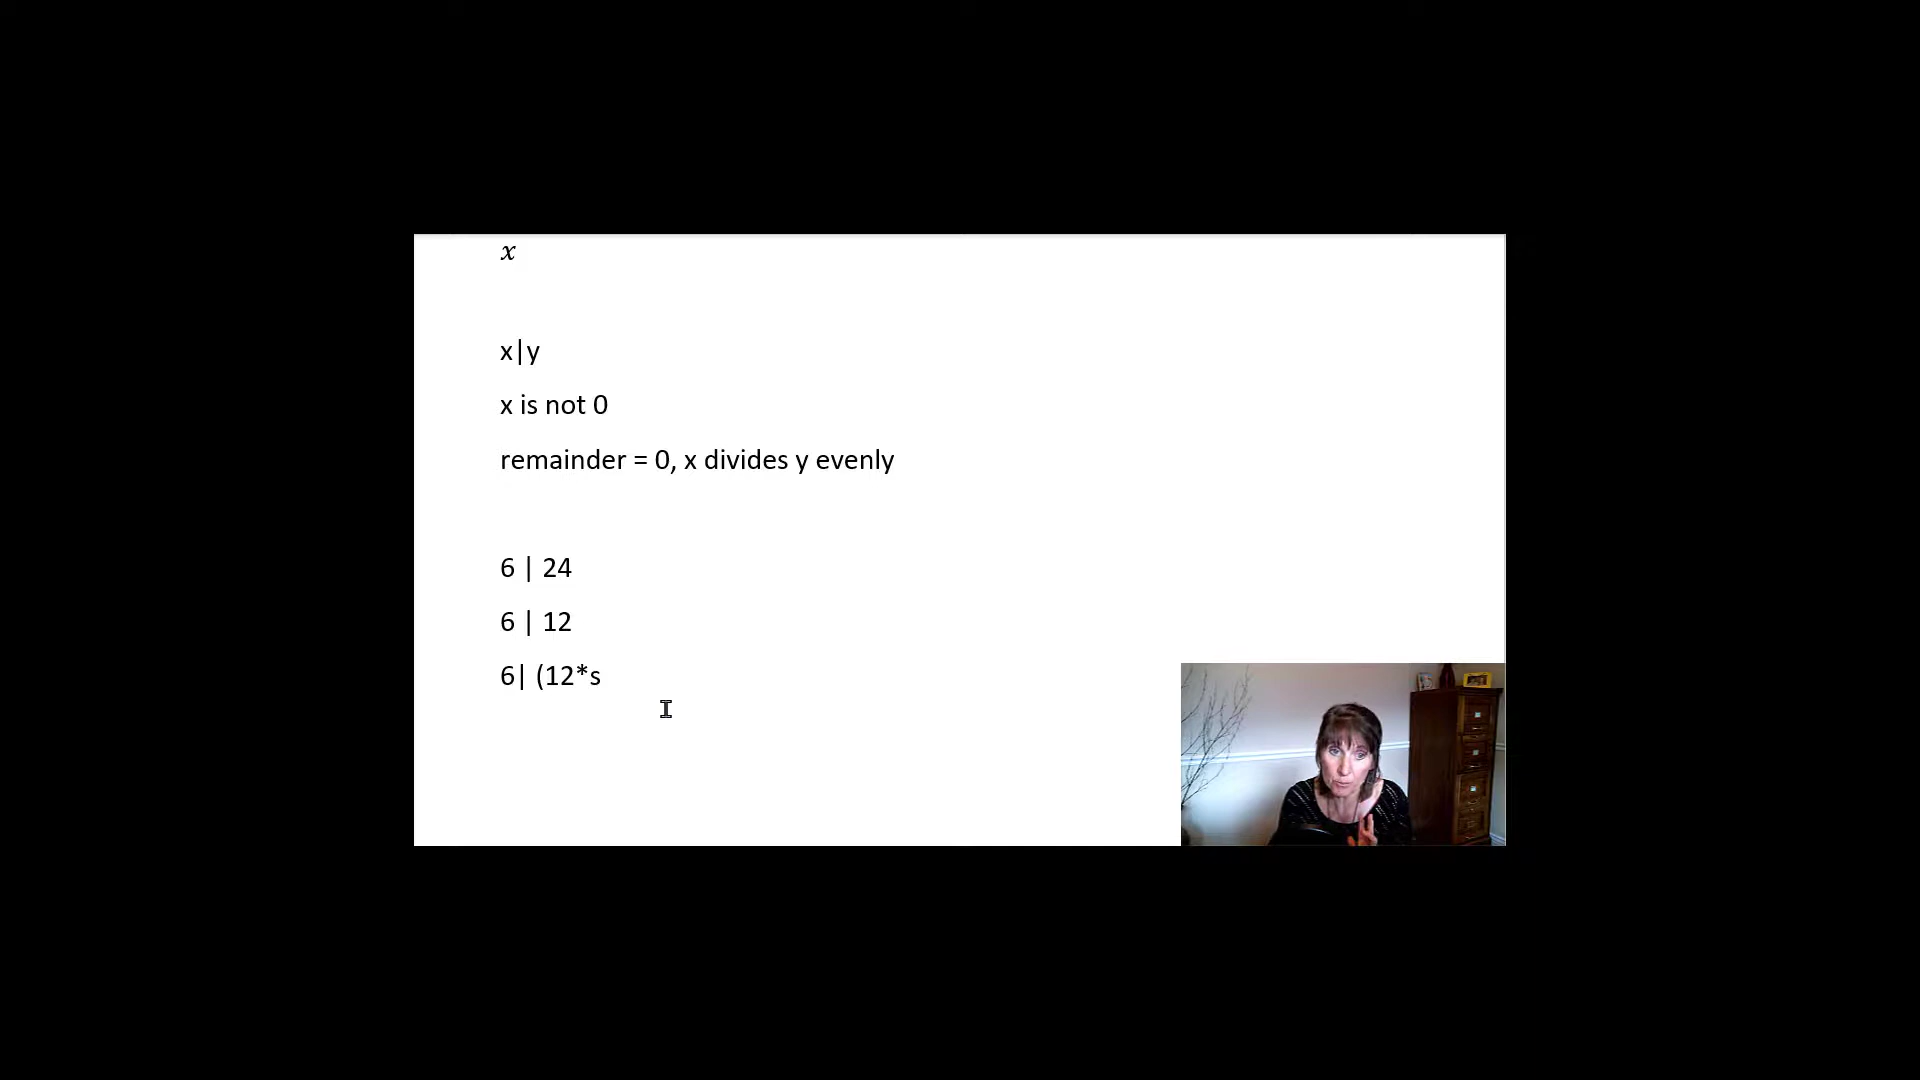 x
x|y
x is not 0
remainder = 0, x divides y evenly
6 | 24
6 | 12
6| (12*s